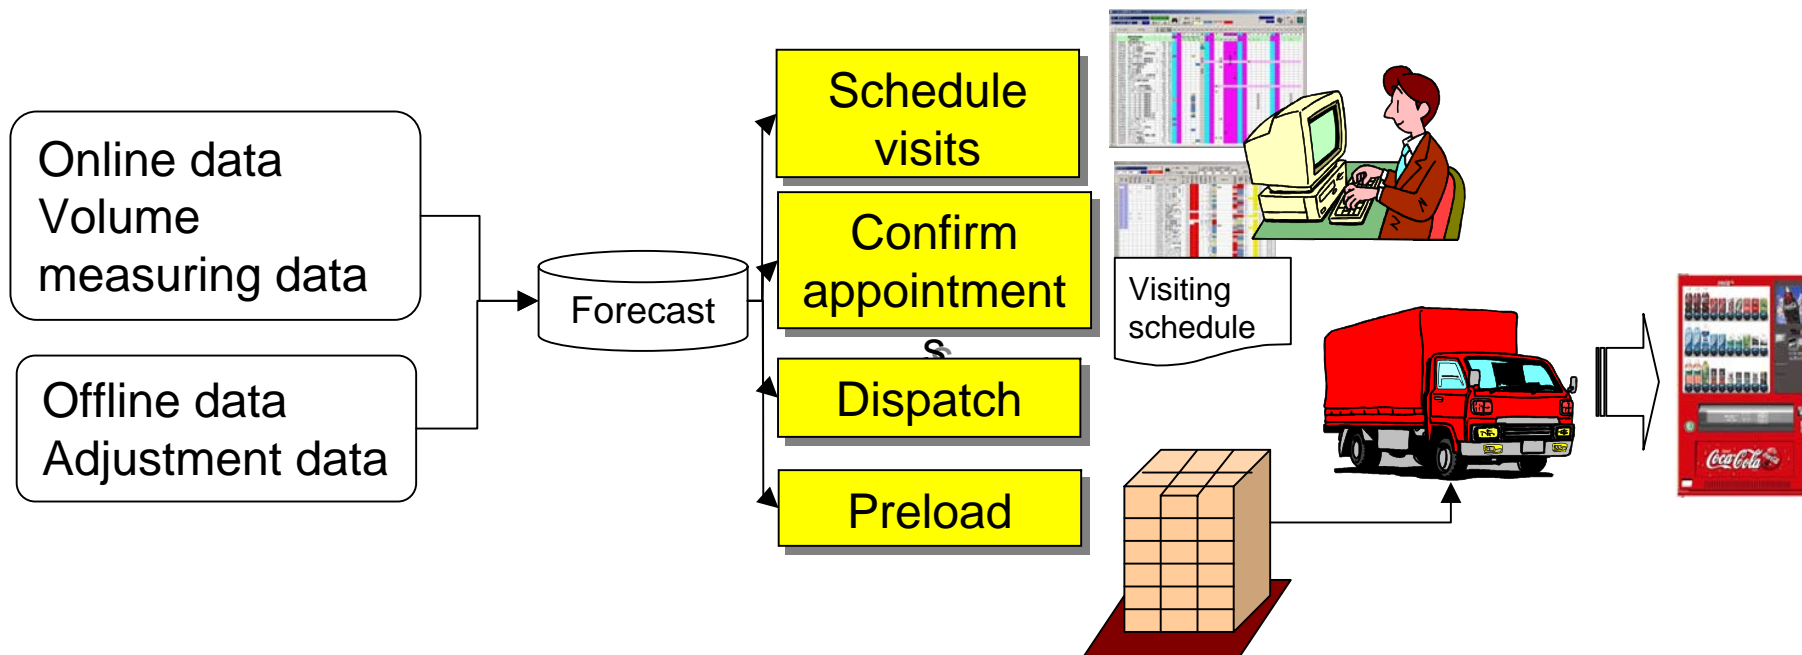 Online data
Volume
measuring data
Offline data
Adjustment data
Forecast
Schedule
visits
Confirm
appointment
s
Dispatch
Preload
Visiting
schedule
Coca-Cola